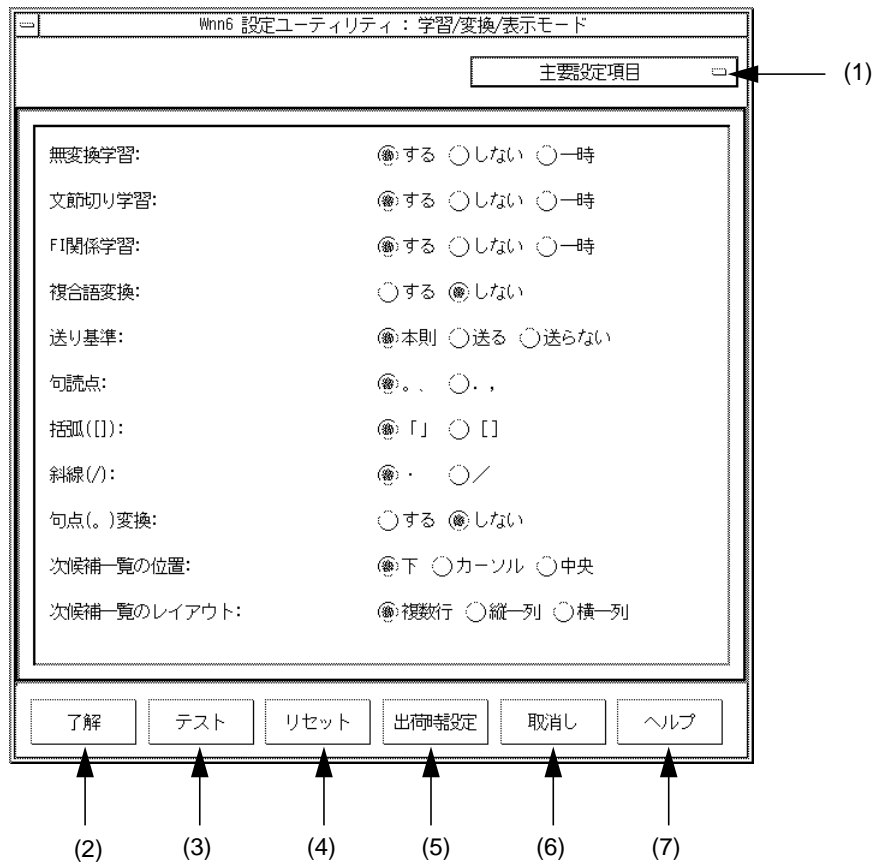 Wnn6 設定ユーティリティ : 学習/変換/表示モード
主要設定項目
(1)
無変換学習: する しない 一時
文節切り学習: する しない 一時
FI関係学習: する しない 一時
複合語変換: する しない
送り基準: 本則 送る 送らない
句読点: 。、 . ,
括弧([]): 「」 []
斜線(/): ・ ／
句点(。)変換: する しない
次候補一覧の位置: 下 カーソル 中央
次候補一覧のレイアウト: 複数行 縦一列 横一列
了解 テスト リセット 出荷時設定 取消し ヘルプ
(2) (3) (4) (5) (6) (7)